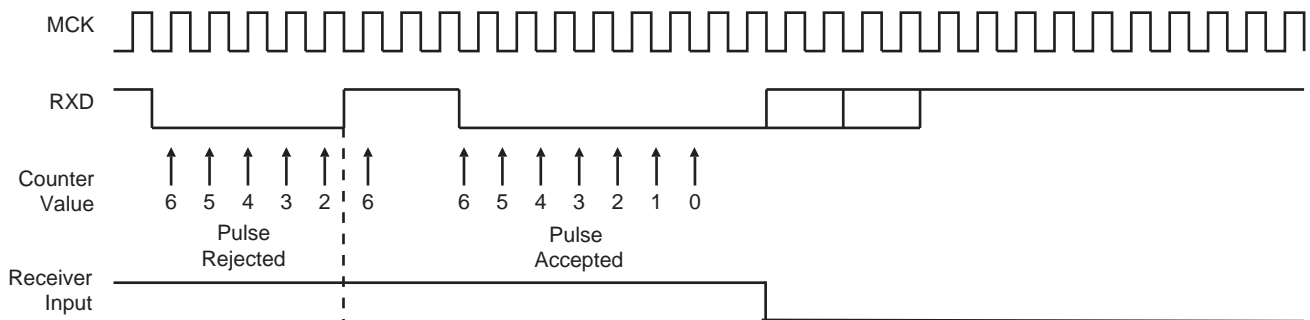 MCK
RXD
Counter
Value
6 5 4 3 2 6 6 5 4 3 2 1 0
Pulse
Rejected
Pulse
Accepted
Receiver
Input